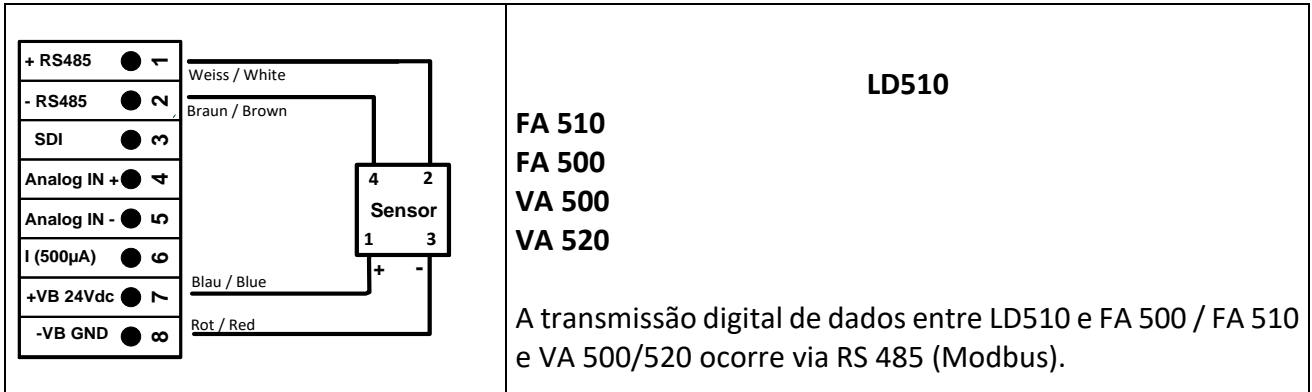 + RS485 1
- RS485 2
SDI 3
Analog IN + 4
Analog IN - 5
I (500µA) 6
+VB 24Vdc 7
-VB GND 8
Weiss / White
Braun / Brown
Blau / Blue
Rot / Red
4 2
Sensor
1 3
+ -
LD510
FA 510
FA 500
VA 500
VA 520
A transmissão digital de dados entre LD510 e FA 500 / FA 510
e VA 500/520 ocorre via RS 485 (Modbus).